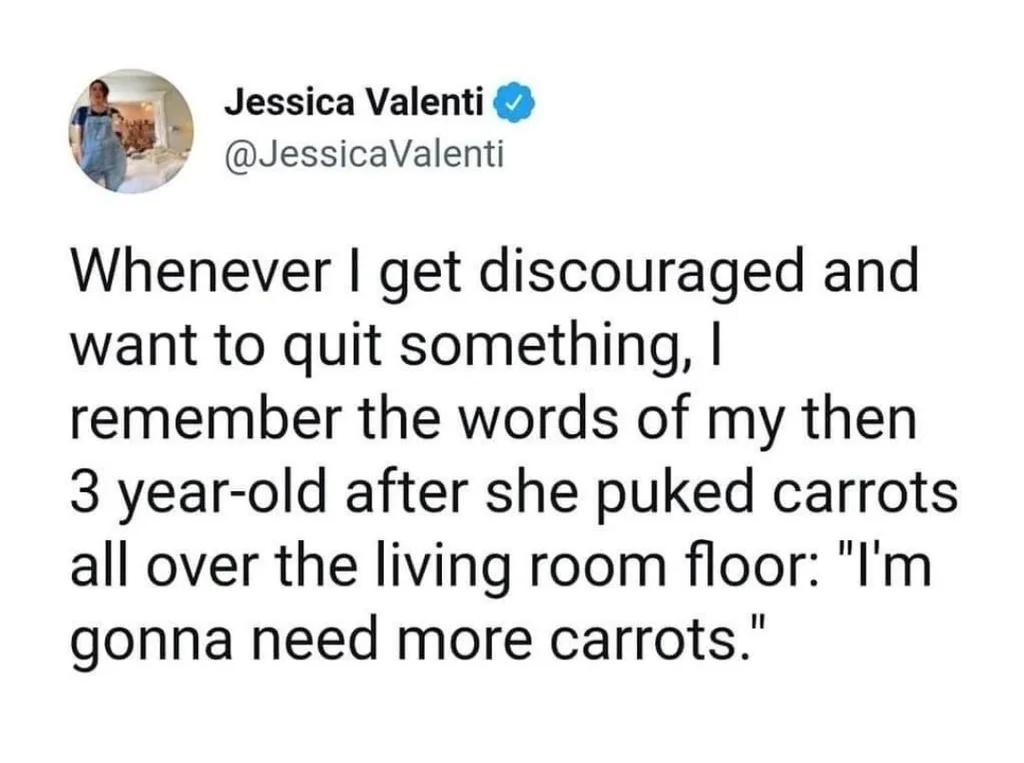 Jessica Valenti
@JessicaValenti
Whenever I get discouraged and
want to quit something, I
remember the words of my then
3 year-old after she puked carrots
all over the living room floor: "I'm
gonna need more carrots."